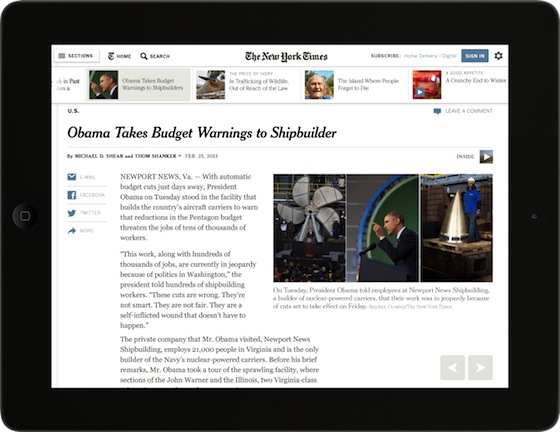 SECTIONS
HOME
SEARCH
The New York Times
SUBSCRIBE: Home Delivery | Digital
SIGN IN
Obama Takes Budget
Warnings to Shipbuilders
THE PRICE OF IVORY
In Trafficking of Wildlife,
Out of Reach of the Law
The Island Where People
Forget to Die
A GOOD APPETITE
A Crunchy End to Winter
U.S.
LEAVE A COMMENT
Obama Takes Budget Warnings to Shipbuilder
By MICHAEL D. SHEAR and THOM SHANKER
FEB. 25, 2013
INSIDE
E-MAIL
FACEBOOK
TWITTER
MORE
NEWPORT NEWS, Va. — With automatic
budget cuts just days away, President
Obama on Tuesday stood in the facility that
builds the country's aircraft carriers to warn
that reductions in the Pentagon budget
threaten the jobs of tens of thousands of
workers.
"This work, along with hundreds of
thousands of jobs, are currently in jeopardy
because of politics in Washington," the
president told hundreds of shipbuilding
workers. "These cuts are wrong. They're
not smart. They are not fair. They are a
self-inflicted wound that doesn't have to
happen."
The private company that Mr. Obama visited, Newport News
Shipbuilding, employs 21,000 people in Virginia and is the only
builder of the Navy's nuclear-powered carriers. Before his brief
remarks, Mr. Obama took a tour of the sprawling facility, where
sections of the John Warner and the Illinois, two Virginia-class
On Tuesday, President Obama told employees at Newport News Shipbuilding,
a builder of nuclear-powered carriers, that their work was in jeopardy because
of cuts set to take effect on Friday. Stephen Crowley/The New York Times